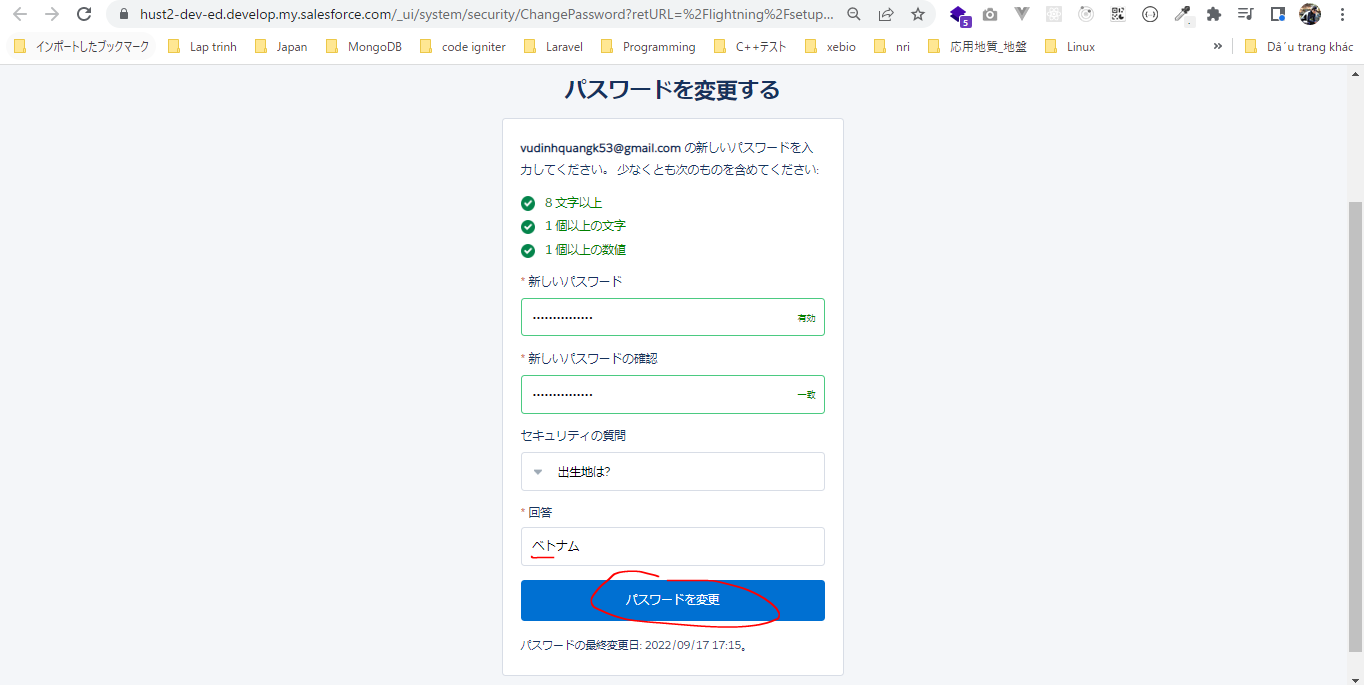 hust2-dev-ed.develop.my.salesforce.com/_ui/system/security/ChangePassword?retURL=%2Flightning%2Fsetup...
5
インポートしたブックマーク Lap trinh Japan MongoDB code igniter Laravel Programming C++テスト xebio nri 応用地質_地盤 Linux » Dấu trang khác
パスワードを変更する
vudinhquangk53@gmail.com の新しいパスワードを入
力してください。 少なくとも次のものを含めてください:
8 文字以上
1 個以上の文字
1 個以上の数値
* 新しいパスワード
••••••••••••••• 有効
* 新しいパスワードの確認
••••••••••••••• 一致
セキュリティの質問
出生地は?
* 回答
ベトナム
パスワードを変更
パスワードの最終変更日: 2022/09/17 17:15。